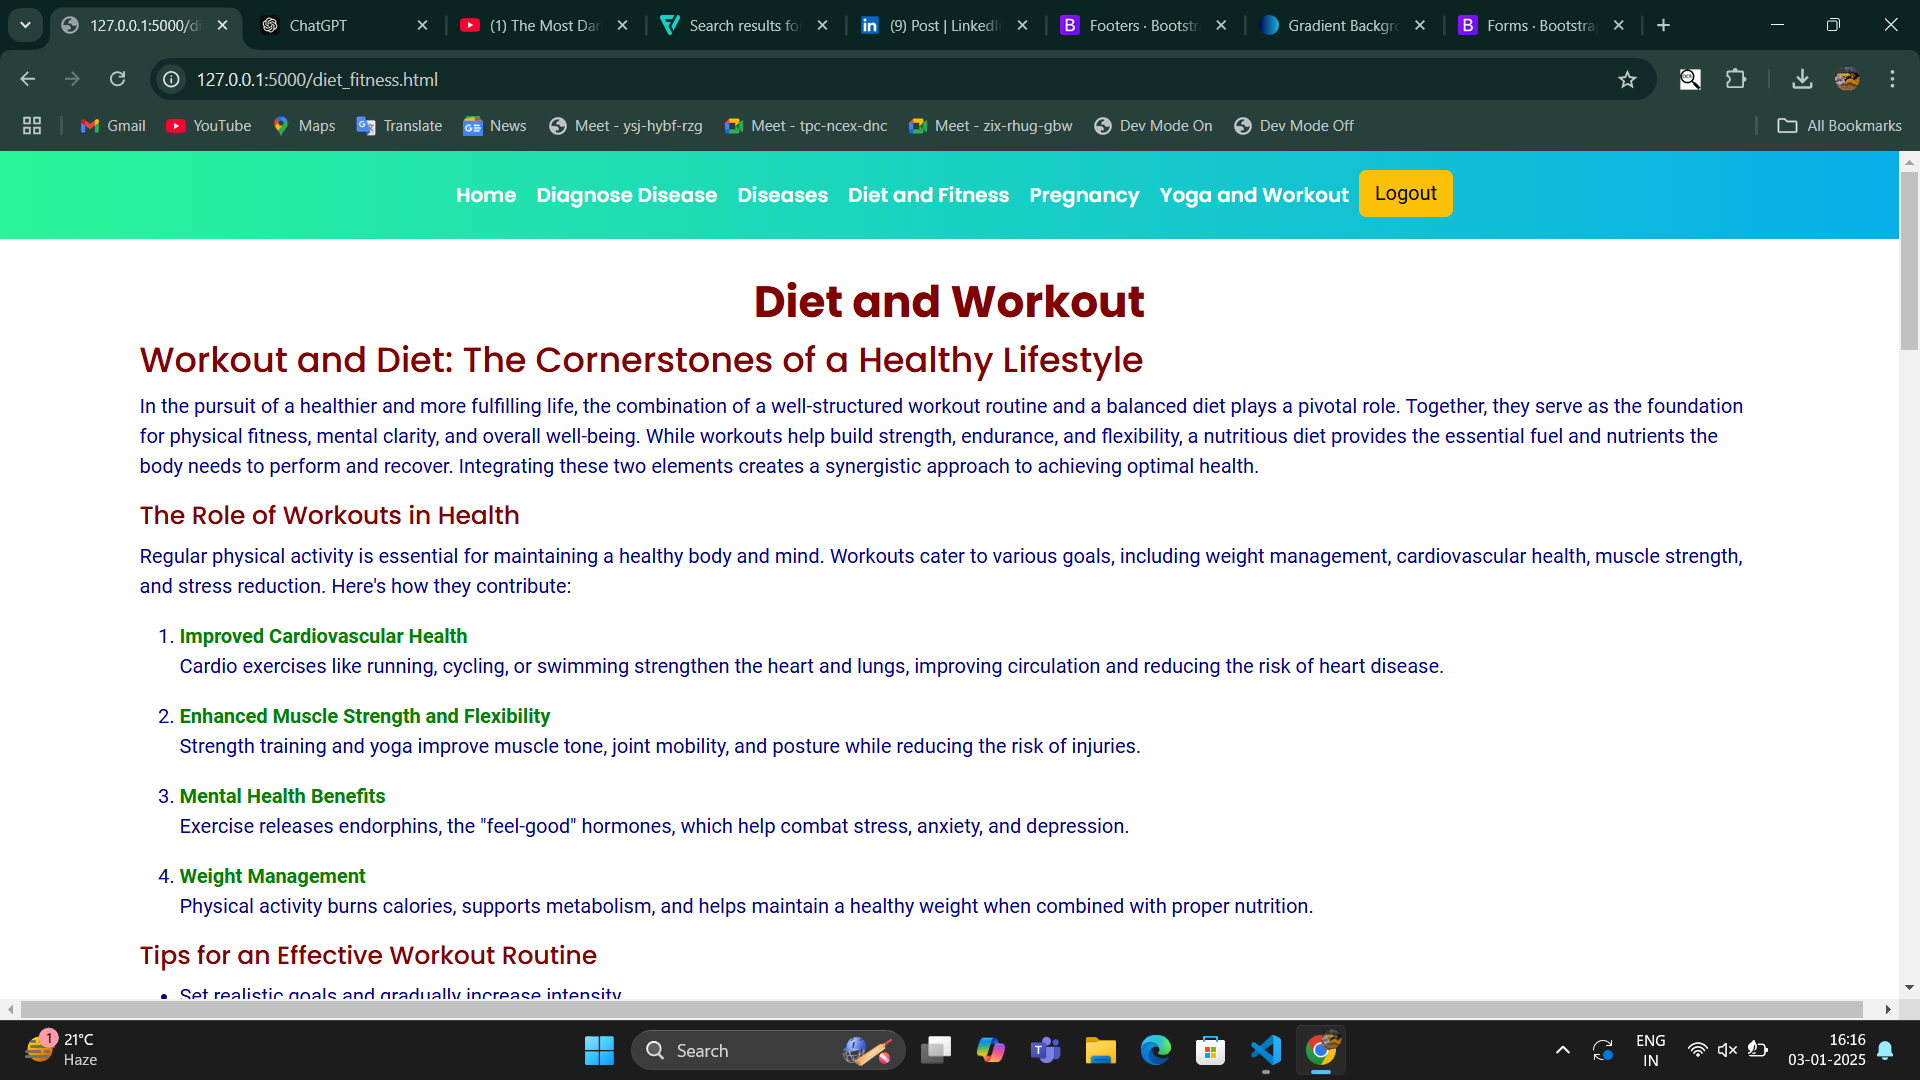 127.0.0.1:5000/di
ChatGPT
(1) The Most Dar
Search results fo
(9) Post | LinkedI
Footers · Bootstr
Gradient Backgro
Forms · Bootstra
127.0.0.1:5000/diet_fitness.html
Gmail
YouTube
Maps
Translate
News
Meet - ysj-hybf-rzg
Meet - tpc-ncex-dnc
Meet - zix-rhug-gbw
Dev Mode On
Dev Mode Off
All Bookmarks
Home Diagnose Disease Diseases Diet and Fitness Pregnancy Yoga and Workout Logout
Diet and Workout
Workout and Diet: The Cornerstones of a Healthy Lifestyle
In the pursuit of a healthier and more fulfilling life, the combination of a well-structured workout routine and a balanced diet plays a pivotal role. Together, they serve as the foundation
for physical fitness, mental clarity, and overall well-being. While workouts help build strength, endurance, and flexibility, a nutritious diet provides the essential fuel and nutrients the
body needs to perform and recover. Integrating these two elements creates a synergistic approach to achieving optimal health.
The Role of Workouts in Health
Regular physical activity is essential for maintaining a healthy body and mind. Workouts cater to various goals, including weight management, cardiovascular health, muscle strength,
and stress reduction. Here's how they contribute:
1. Improved Cardiovascular Health
Cardio exercises like running, cycling, or swimming strengthen the heart and lungs, improving circulation and reducing the risk of heart disease.
2. Enhanced Muscle Strength and Flexibility
Strength training and yoga improve muscle tone, joint mobility, and posture while reducing the risk of injuries.
3. Mental Health Benefits
Exercise releases endorphins, the "feel-good" hormones, which help combat stress, anxiety, and depression.
4. Weight Management
Physical activity burns calories, supports metabolism, and helps maintain a healthy weight when combined with proper nutrition.
Tips for an Effective Workout Routine
• Set realistic goals and gradually increase intensity
1
21°C
Haze
Search
ENG
IN
16:16
03-01-2025